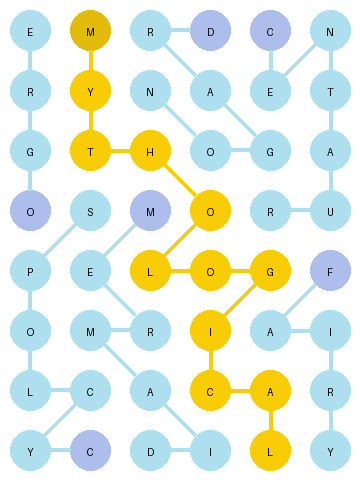 E M R D C N
R Y N A E T
G T H O G A
O S M O R U
P E L O G F
O M R I A I
L C A C A R
Y C D I L Y